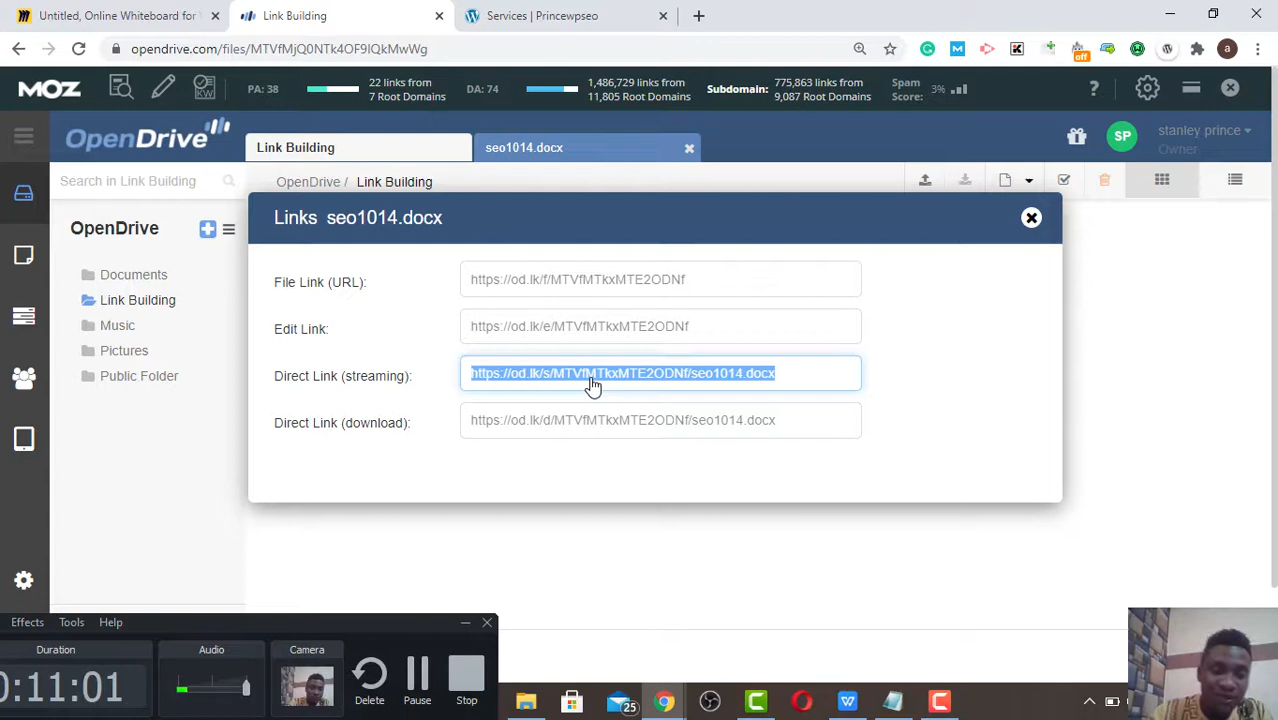 Untitled, Online Whiteboard for
Link Building
Services | Princewpseo
opendrive.com/files/MTVfMjQ0NTk4OF9IQkMwWg
off
a
MOZ
PA: 38
22 links from
7 Root Domains
DA: 74
1,486,729 links from
11,805 Root Domains
Subdomain:
775,863 links from
9,087 Root Domains
Spam
Score:
3%
OpenDrive
Link Building
seo1014.docx
SP
stanley prince
Owner
Search in Link Building
OpenDrive / Link Building
OpenDrive
Documents
Link Building
Music
Pictures
Public Folder
Links seo1014.docx
File Link (URL):
https://od.lk/f/MTVfMTkxMTE2ODNf
Edit Link:
https://od.lk/e/MTVfMTkxMTE2ODNf
Direct Link (streaming):
https://od.lk/s/MTVfMTkxMTE2ODNf/seo1014.docx
Direct Link (download):
https://od.lk/d/MTVfMTkxMTE2ODNf/seo1014.docx
Effects Tools Help
Duration
Audio
Camera
0:11:01
Delete
Pause
Stop
25